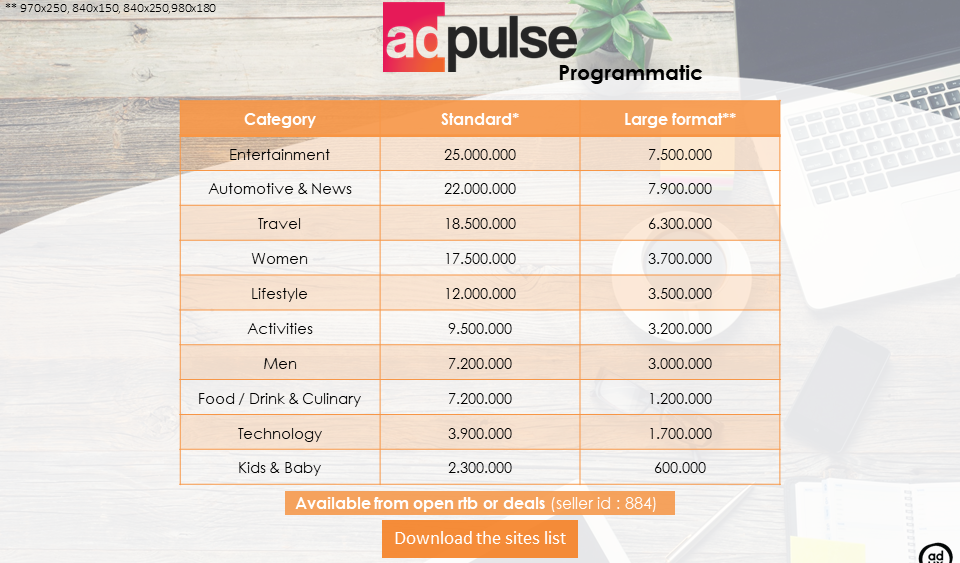 ** 970x250, 840x150, 840x250,980x180
adpulse
Programmatic
Category Standard* Large format**
Entertainment 25.000.000 7.500.000
Automotive & News 22.000.000 7.900.000
Travel 18.500.000 6.300.000
Women 17.500.000 3.700.000
Lifestyle 12.000.000 3.500.000
Activities 9.500.000 3.200.000
Men 7.200.000 3.000.000
Food / Drink & Culinary 7.200.000 1.200.000
Technology 3.900.000 1.700.000
Kids & Baby 2.300.000 600.000
Available from open rtb or deals (seller id : 884)
Download the sites list
ad